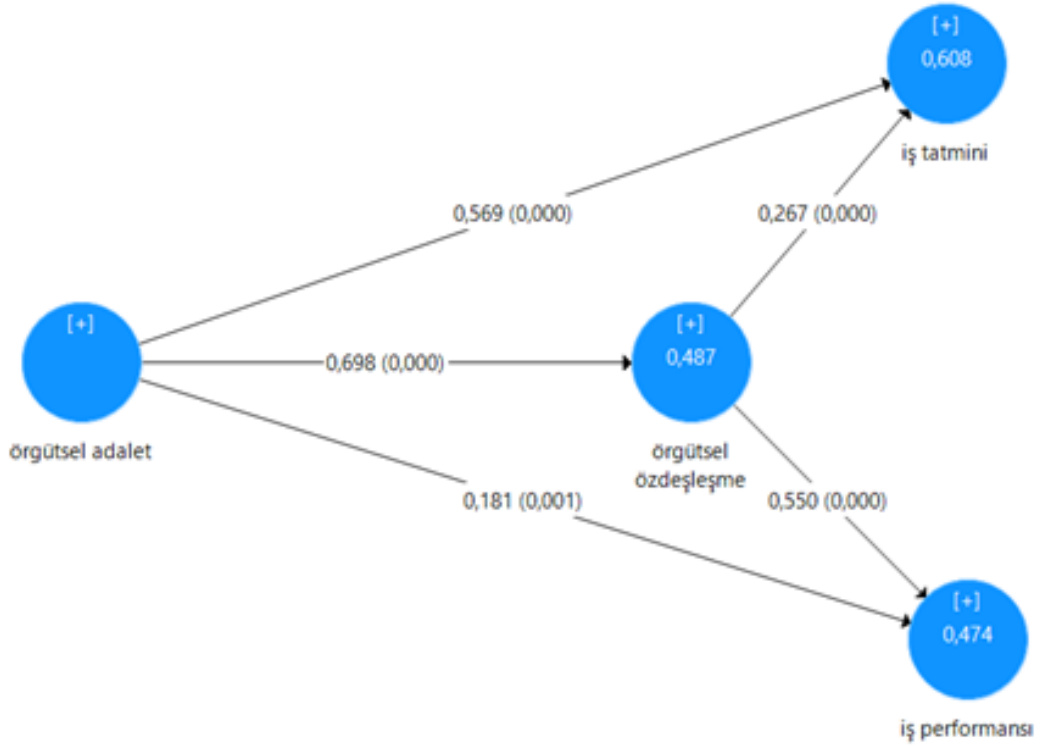 [+]
0,608
iş tatmini
0,569 (0,000)
0,267 (0,000)
[+]
örgütsel adalet
0,698 (0,000)
[+]
0,487
örgütsel
özdeşleşme
0,181 (0,001)
0,550 (0,000)
[+]
0,474
iş performansı